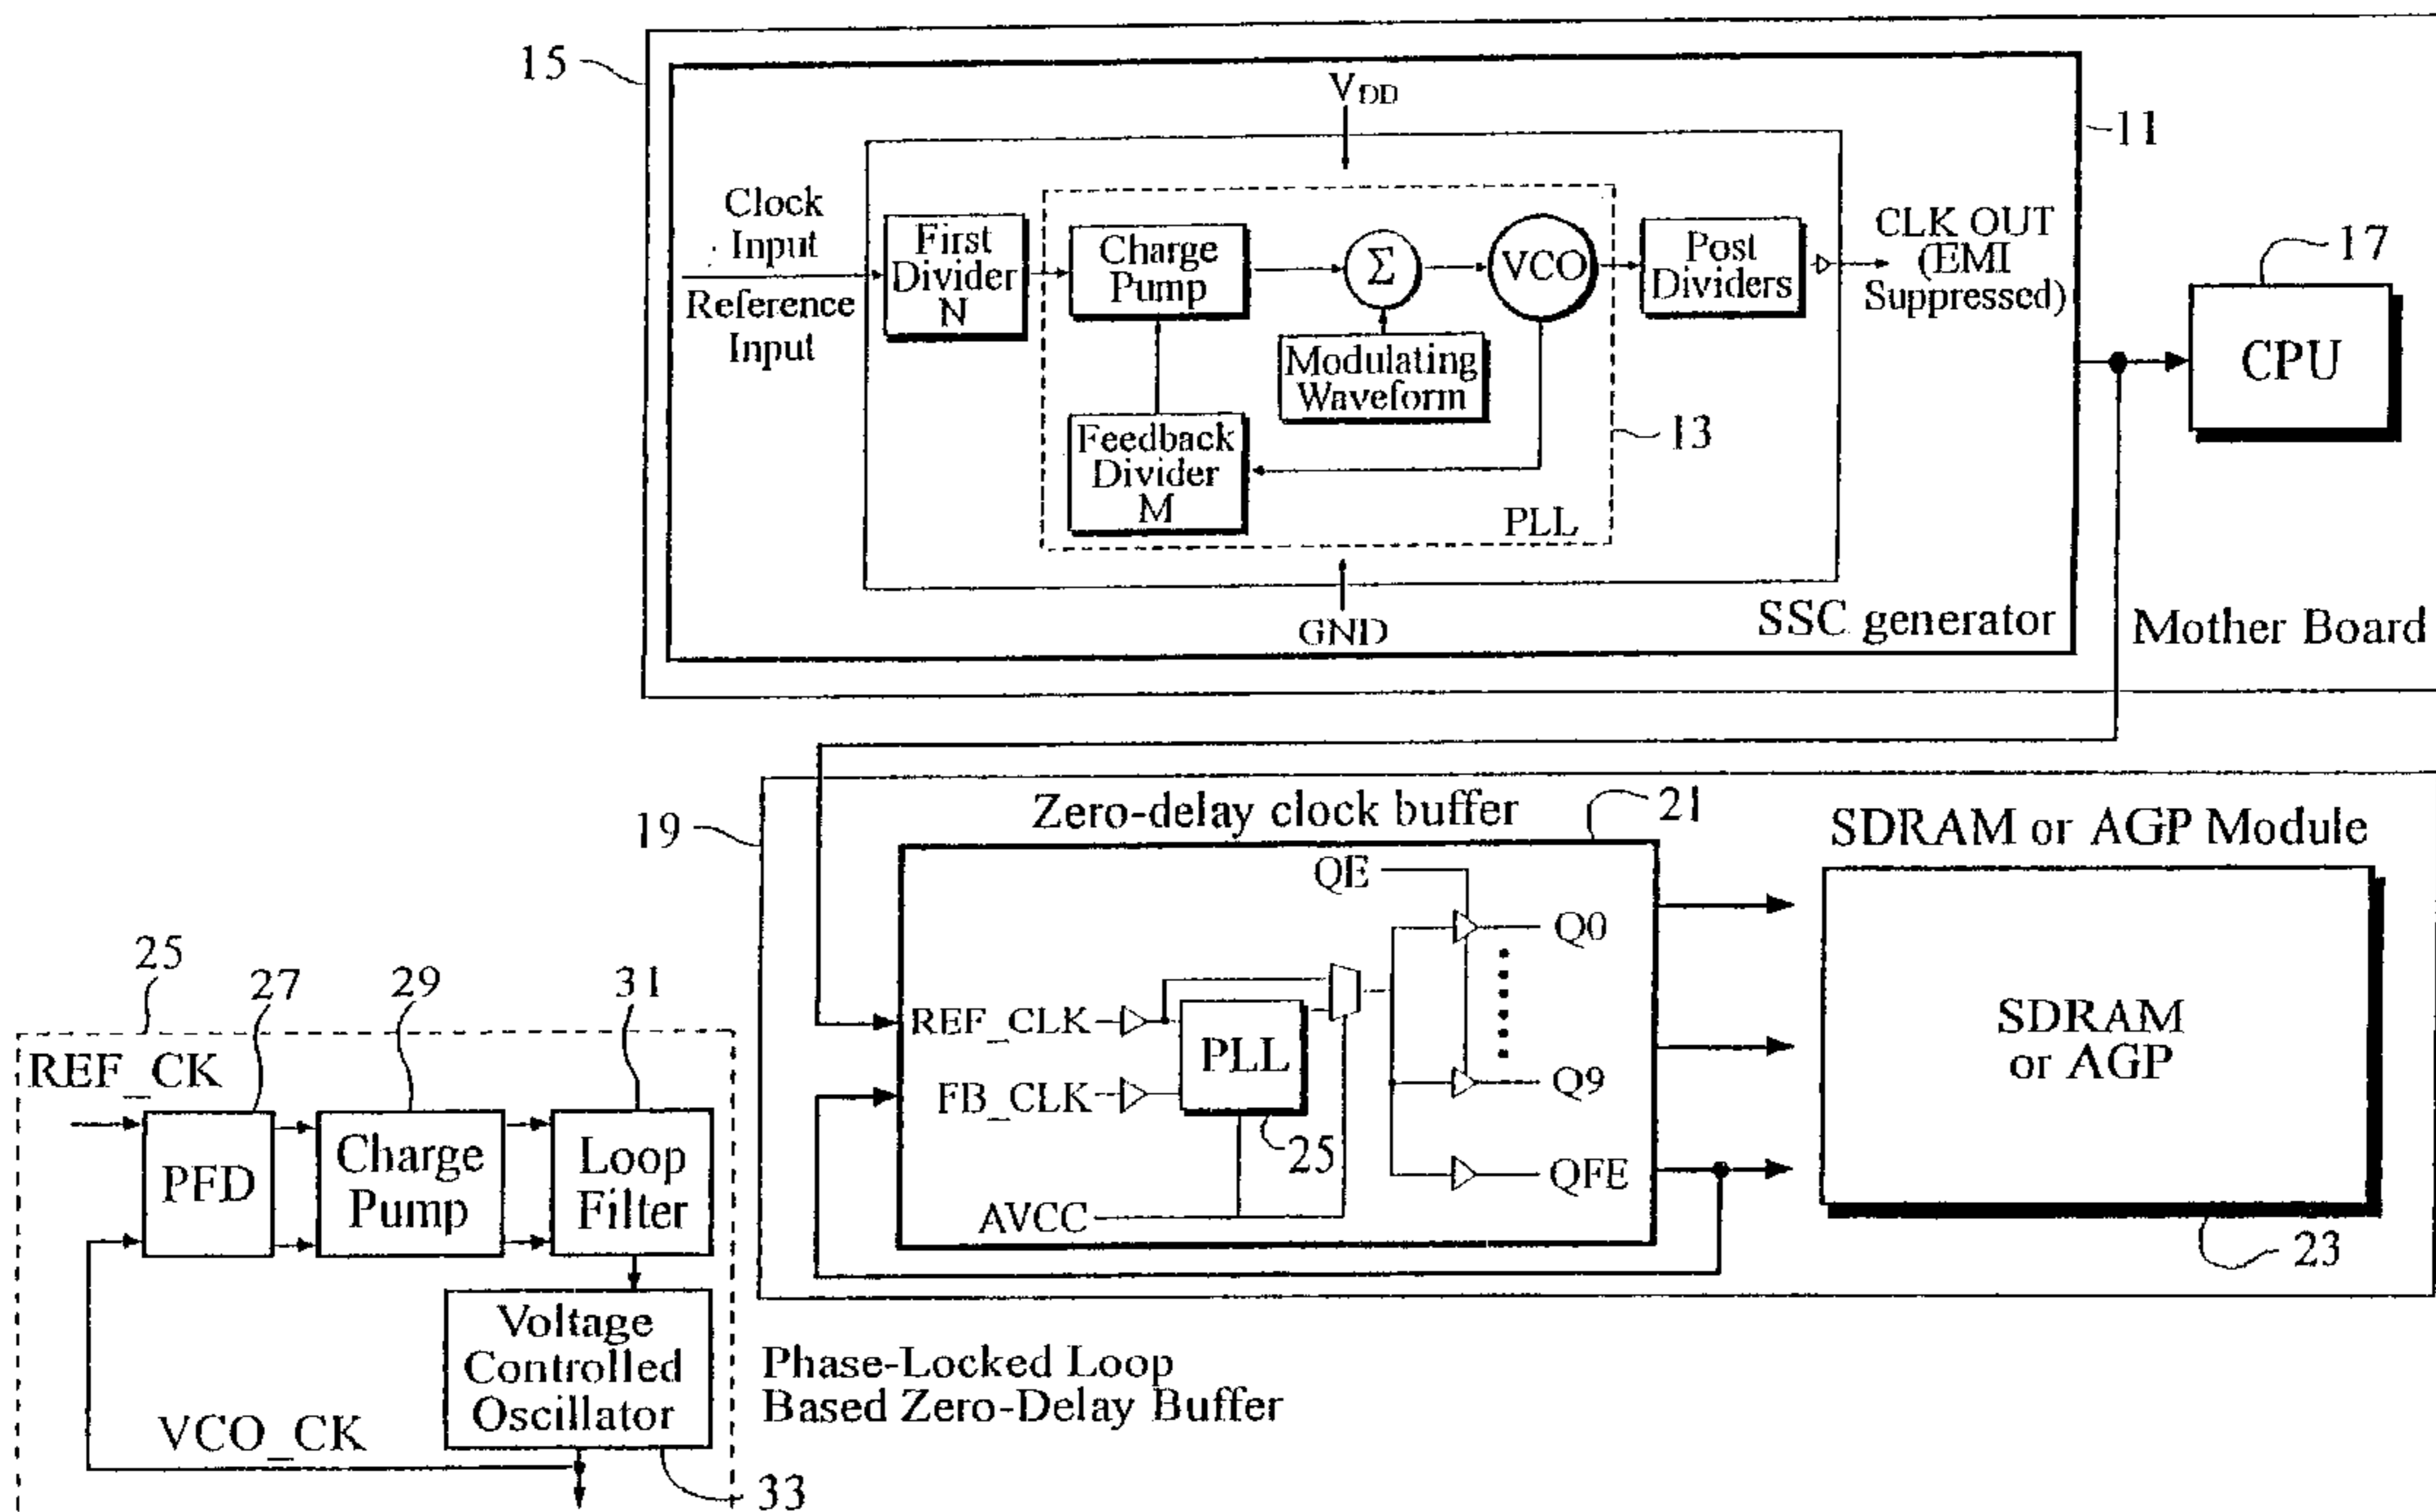 15
V_DD
11
Clock
Input
Reference
Input
First
Divider
N
Charge
Pump
Σ
VCO
Post
Dividers
CLK OUT
(EMI
Suppressed)
17
CPU
Modulating
Waveform
Feedback
Divider
M
13
PLL
GND
SSC generator
Mother Board
19
Zero-delay clock buffer
21
SDRAM or AGP Module
QE
Q0
REF_CLK
PLL
FB_CLK
Q9
25
QFE
AVCC
SDRAM
or AGP
23
25
27
29
31
REF_CK
PFD
Charge
Pump
Loop
Filter
Voltage
Controlled
Oscillator
VCO_CK
33
Phase-Locked Loop
Based Zero-Delay Buffer